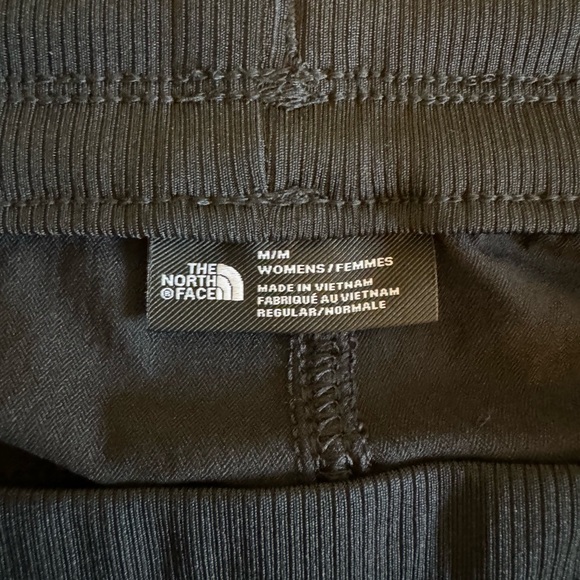 THE
NORTH
®FACE
M/M
WOMENS/FEMMES
MADE IN VIETNAM
FABRIQUÉ AU VIETNAM
REGULAR/NORMALE